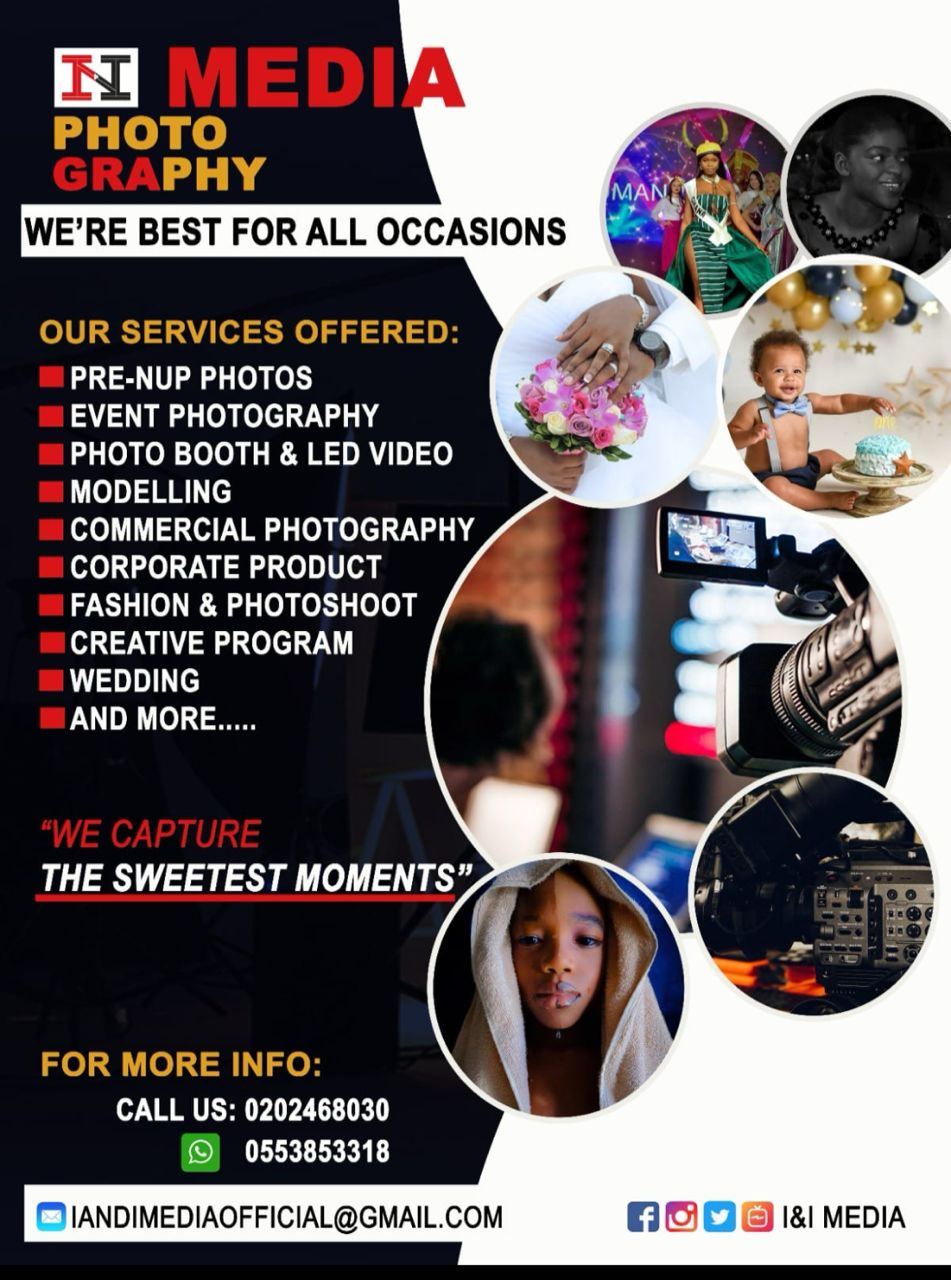 MEDIA
PHOTO
GRAPHY
WE'RE BEST FOR ALL OCCASIONS
MAN
OUR SERVICES OFFERED:
PRE-NUP PHOTOS
EVENT PHOTOGRAPHY
PHOTO BOOTH & LED VIDEO
MODELLING
COMMERCIAL PHOTOGRAPHY
CORPORATE PRODUCT
FASHION & PHOTOSHOOT
CREATIVE PROGRAM
WEDDING
AND MORE.....
"WE CAPTURE
THE SWEETEST MOMENTS"
FOR MORE INFO:
CALL US: 0202468030
0553853318
IANDIMEDIAOFFICIAL@GMAIL.COM
I&I MEDIA